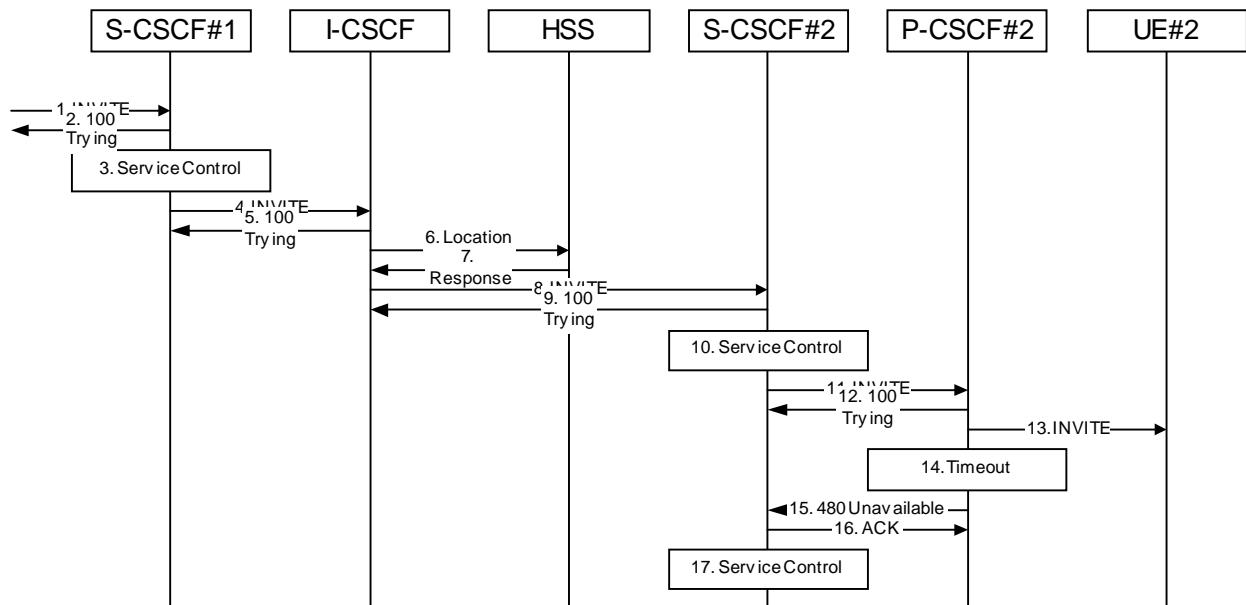 S-CSCF#1
I-CSCF
HSS
S-CSCF#2
P-CSCF#2
UE#2
1. INVITE
2. 100
Trying
3. Service Control
4. INVITE
5. 100
Trying
6. Location
7.
Response
8. INVITE
9. 100
Trying
10. Service Control
11. INVITE
12. 100
Trying
13. INVITE
14. Timeout
15. 480 Unavailable
16. ACK
17. Service Control